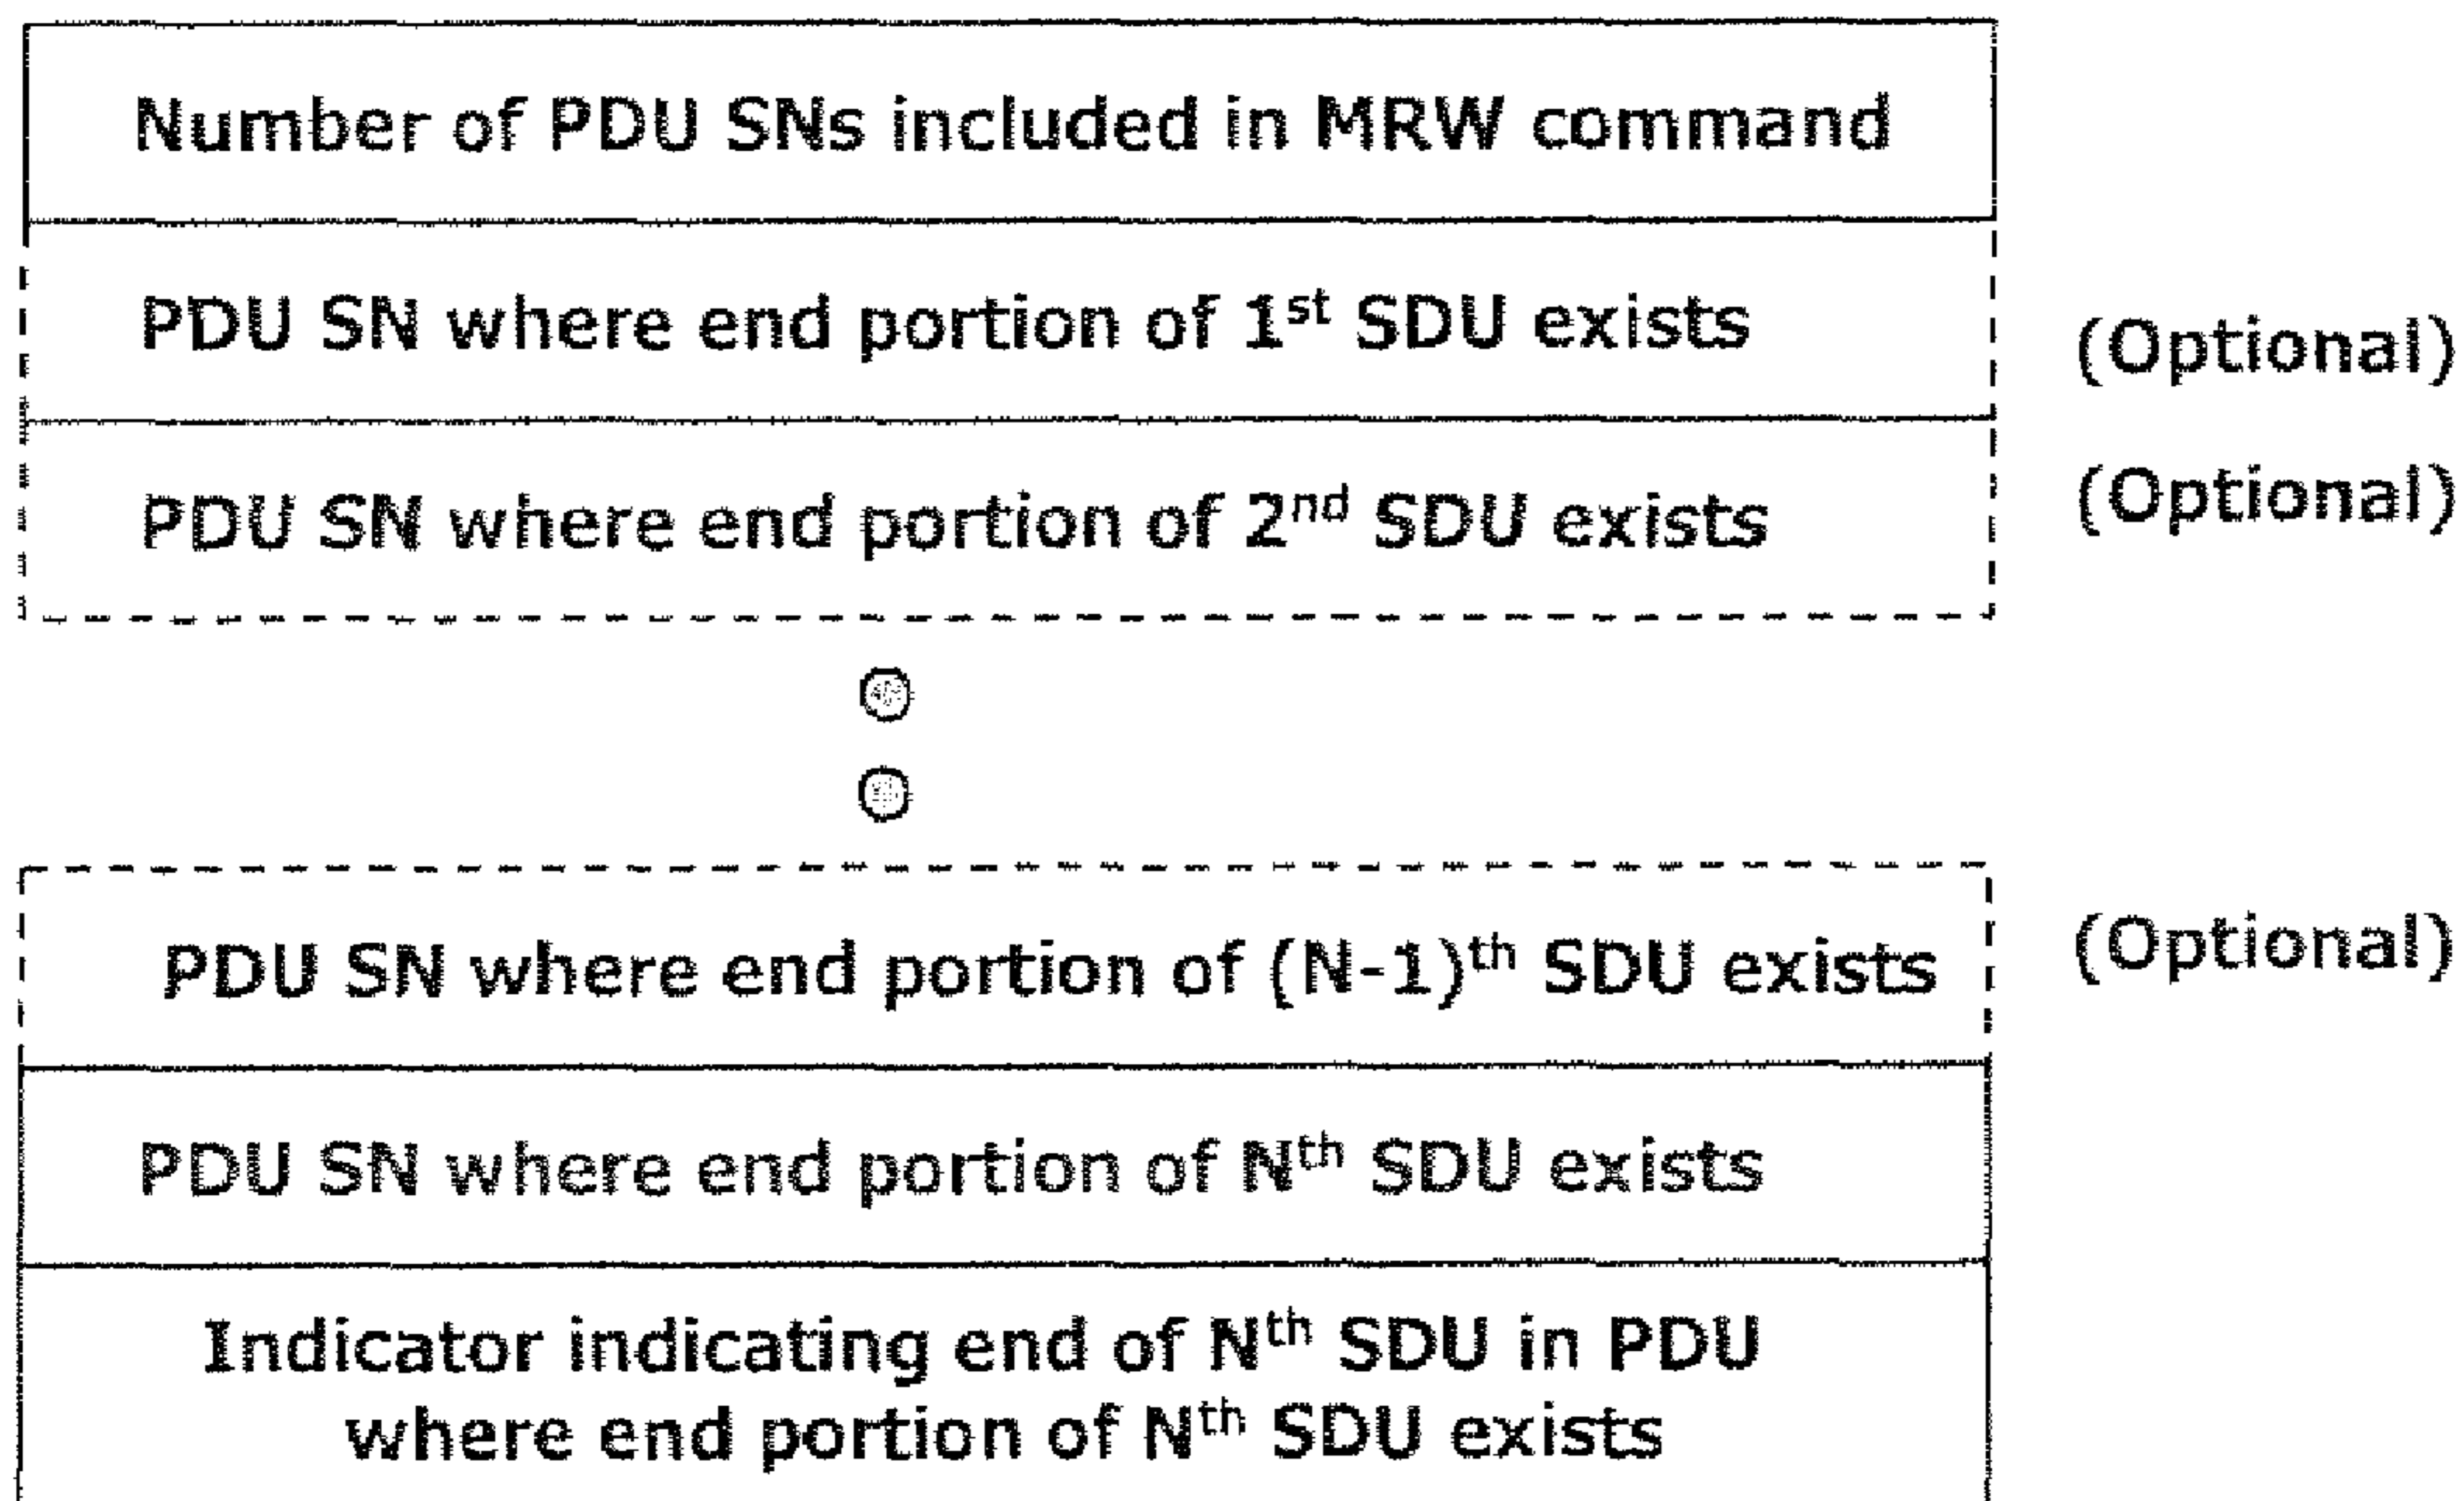 Number of PDU SNs included in MRW command
PDU SN where end portion of 1st SDU exists
(Optional)
PDU SN where end portion of 2nd SDU exists
(Optional)
PDU SN where end portion of (N-1)th SDU exists
(Optional)
PDU SN where end portion of Nth SDU exists
Indicator indicating end of Nth SDU in PDU
where end portion of Nth SDU exists